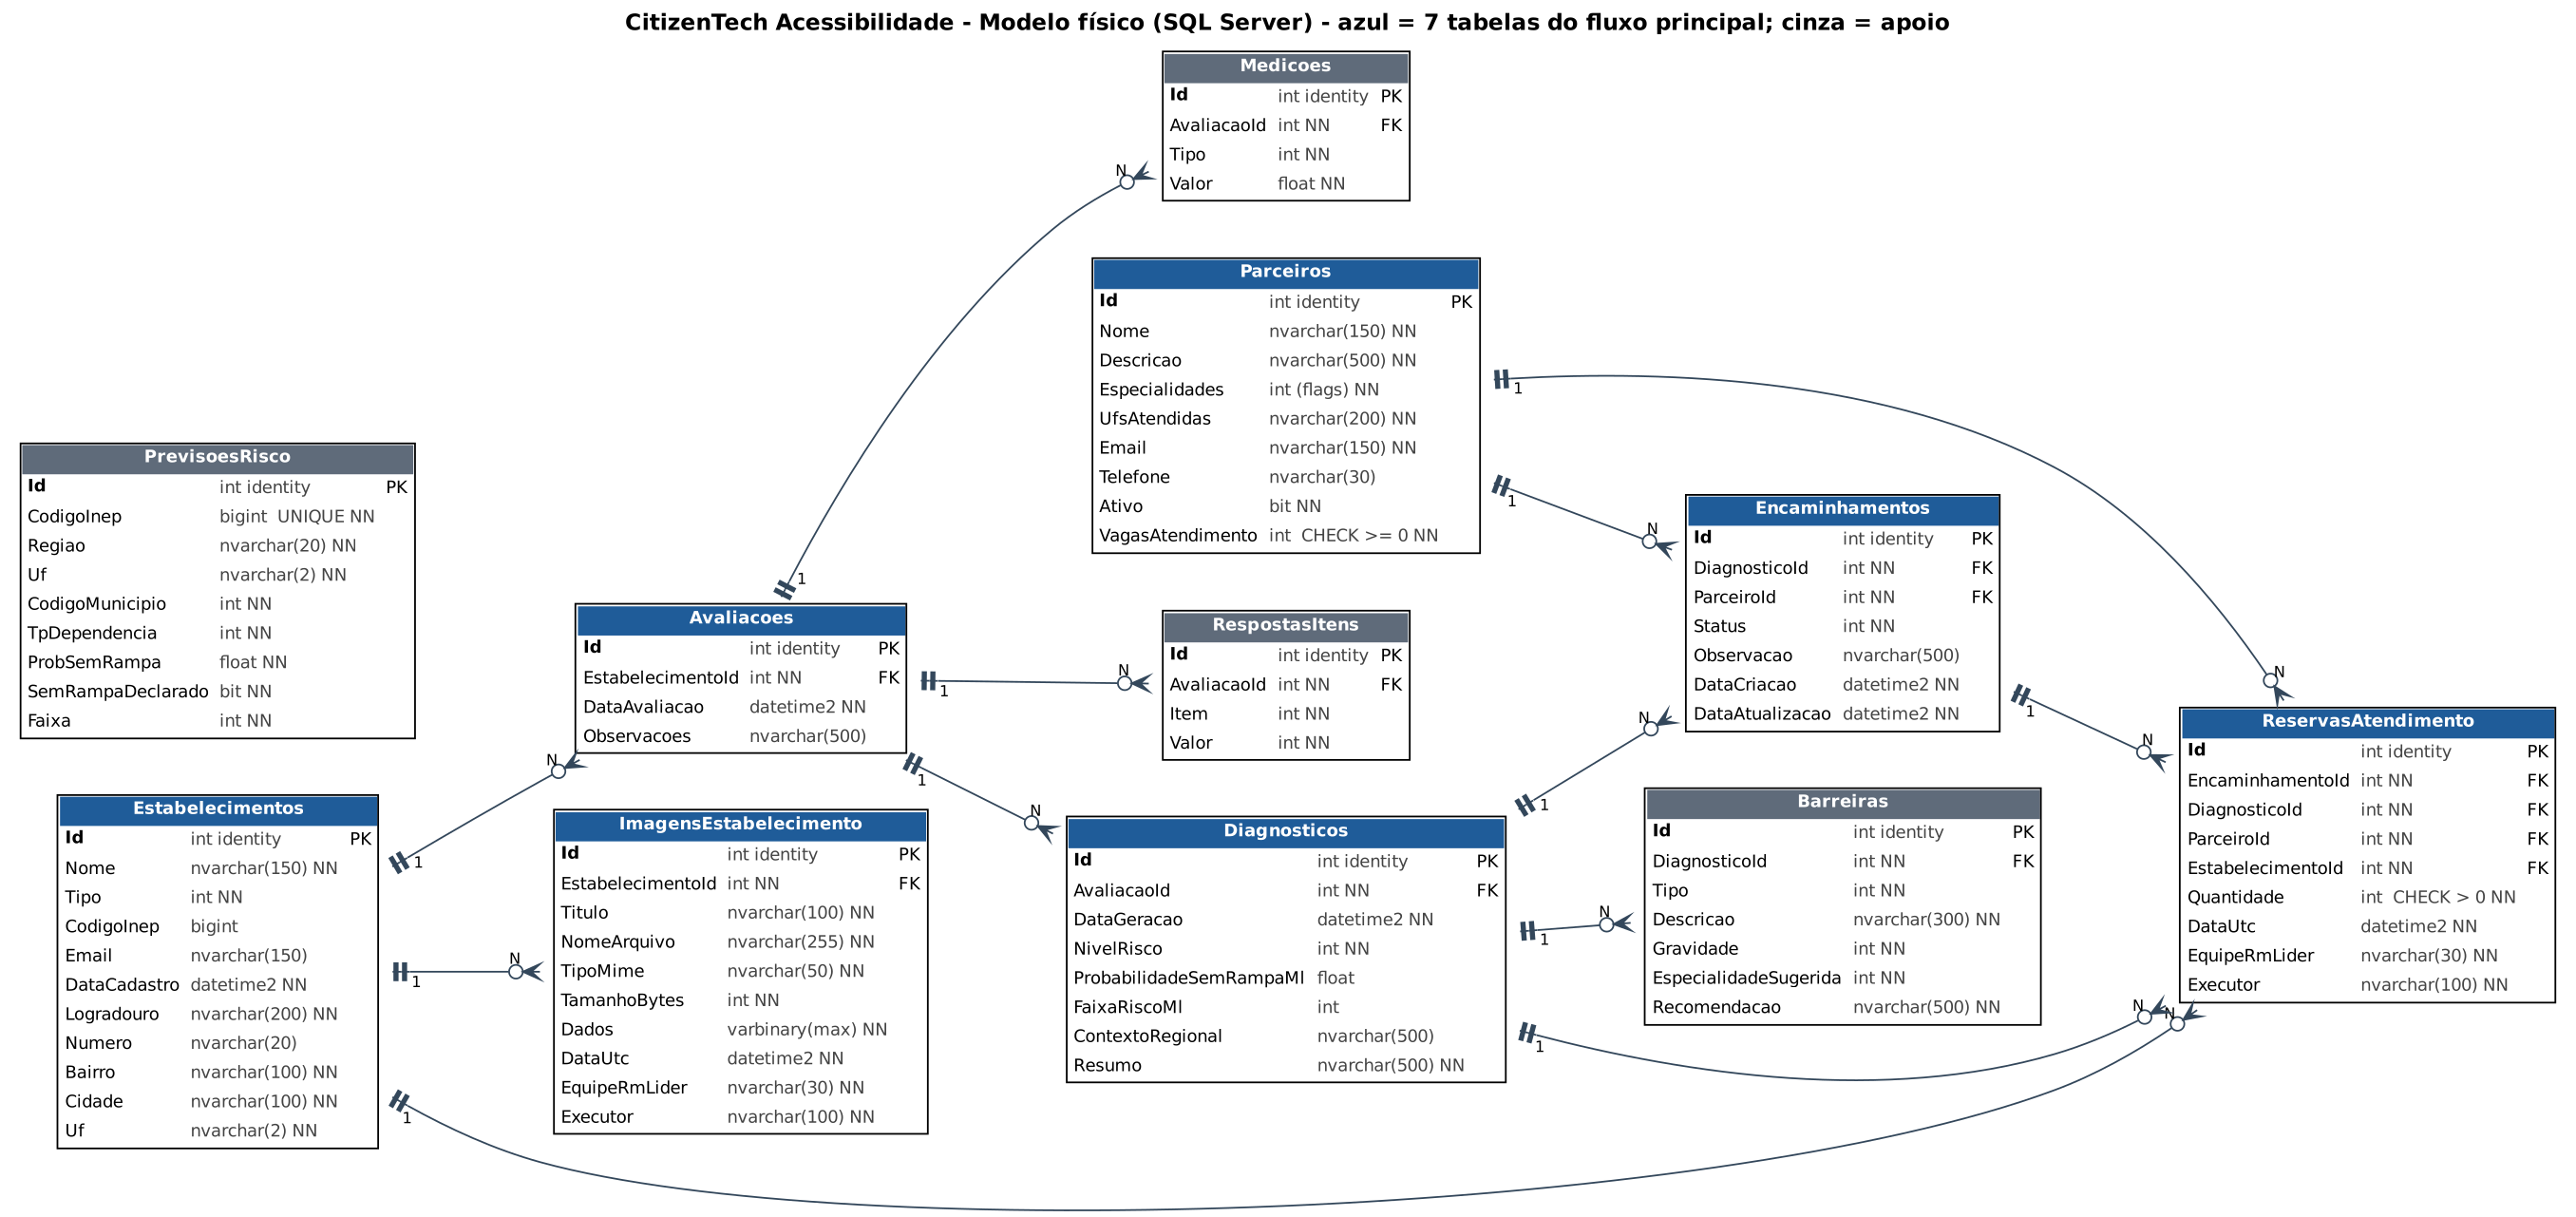 CitizenTech Acessibilidade - Modelo físico (SQL Server) - azul = 7 tabelas do fluxo principal; cinza = apoio
Medicoes
Id int identity PK
AvaliacaoId int NN FK
Tipo int NN
Valor float NN
N
Parceiros
Id int identity PK
Nome nvarchar(150) NN
Descricao nvarchar(500) NN
Especialidades int (flags) NN
UfsAtendidas nvarchar(200) NN
Email nvarchar(150) NN
Telefone nvarchar(30)
Ativo bit NN
VagasAtendimento int CHECK >= 0 NN
1
1
PrevisoesRisco
Id int identity PK
CodigoInep bigint UNIQUE NN
Regiao nvarchar(20) NN
Uf nvarchar(2) NN
CodigoMunicipio int NN
TpDependencia int NN
ProbSemRampa float NN
SemRampaDeclarado bit NN
Faixa int NN
Encaminhamentos
Id int identity PK
DiagnosticoId int NN FK
ParceiroId int NN FK
Status int NN
Observacao nvarchar(500)
DataCriacao datetime2 NN
DataAtualizacao datetime2 NN
N
N
1
1
Avaliacoes
Id int identity PK
EstabelecimentoId int NN FK
DataAvaliacao datetime2 NN
Observacoes nvarchar(500)
N
1
1
RespostasItens
Id int identity PK
AvaliacaoId int NN FK
Item int NN
Valor int NN
N
ReservasAtendimento
Id int identity PK
EncaminhamentoId int NN FK
DiagnosticoId int NN FK
ParceiroId int NN FK
EstabelecimentoId int NN FK
Quantidade int CHECK > 0 NN
DataUtc datetime2 NN
EquipeRmLider nvarchar(30) NN
Executor nvarchar(100) NN
N
N
N
N
Estabelecimentos
Id int identity PK
Nome nvarchar(150) NN
Tipo int NN
CodigoInep bigint
Email nvarchar(150)
DataCadastro datetime2 NN
Logradouro nvarchar(200) NN
Numero nvarchar(20)
Bairro nvarchar(100) NN
Cidade nvarchar(100) NN
Uf nvarchar(2) NN
1
1
1
ImagensEstabelecimento
Id int identity PK
EstabelecimentoId int NN FK
Titulo nvarchar(100) NN
NomeArquivo nvarchar(255) NN
TipoMime nvarchar(50) NN
TamanhoBytes int NN
Dados varbinary(max) NN
DataUtc datetime2 NN
EquipeRmLider nvarchar(30) NN
Executor nvarchar(100) NN
N
Diagnosticos
Id int identity PK
AvaliacaoId int NN FK
DataGeracao datetime2 NN
NivelRisco int NN
ProbabilidadeSemRampaMl float
FaixaRiscoMl int
ContextoRegional nvarchar(500)
Resumo nvarchar(500) NN
N
1
1
1
Barreiras
Id int identity PK
DiagnosticoId int NN FK
Tipo int NN
Descricao nvarchar(300) NN
Gravidade int NN
EspecialidadeSugerida int NN
Recomendacao nvarchar(500) NN
N